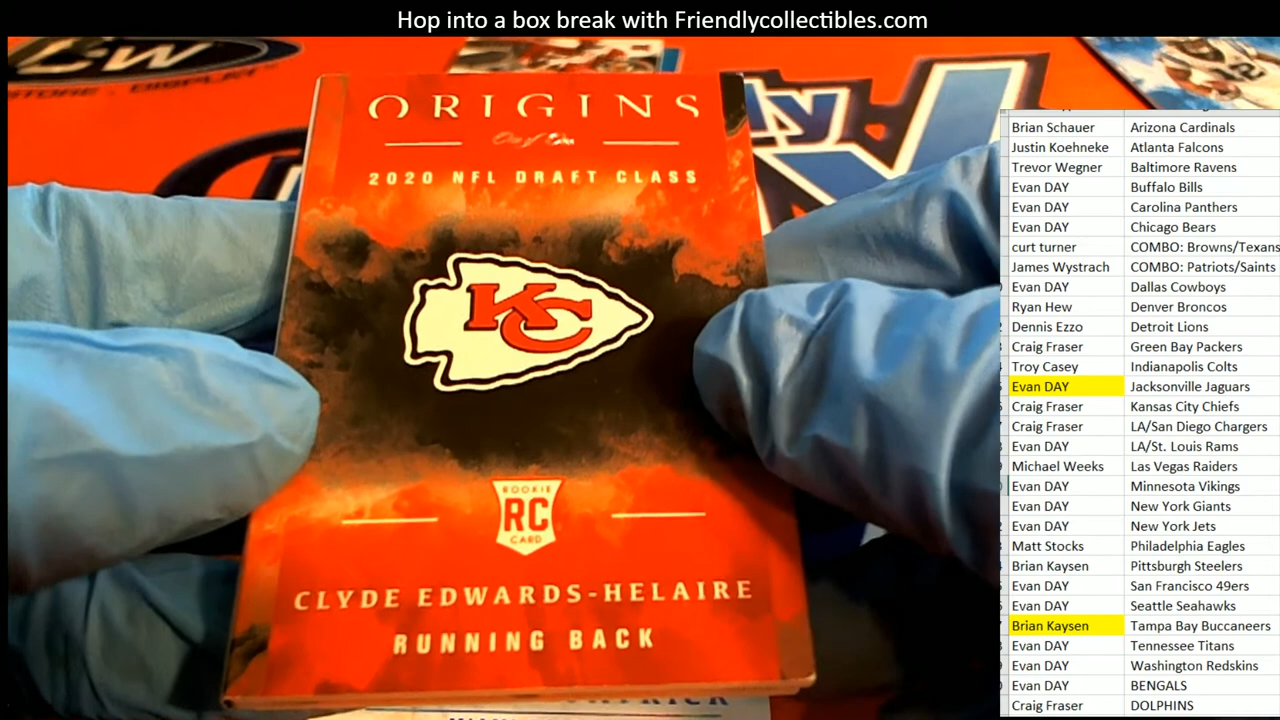 Hop into a box break with Friendlycollectibles.com
ORIGINS
One of One
2020 NFL DRAFT CLASS
KC
ROOKIE
RC
CARD
CLYDE EDWARDS-HELAIRE
RUNNING BACK
12
Brian Schauer Arizona Cardinals
Justin Koehneke Atlanta Falcons
Trevor Wegner Baltimore Ravens
Evan DAY Buffalo Bills
Evan DAY Carolina Panthers
Evan DAY Chicago Bears
curt turner COMBO: Browns/Texans
James Wystrach COMBO: Patriots/Saints
Evan DAY Dallas Cowboys
Ryan Hew Denver Broncos
Dennis Ezzo Detroit Lions
Craig Fraser Green Bay Packers
Troy Casey Indianapolis Colts
Evan DAY Jacksonville Jaguars
Craig Fraser Kansas City Chiefs
Craig Fraser LA/San Diego Chargers
Evan DAY LA/St. Louis Rams
Michael Weeks Las Vegas Raiders
Evan DAY Minnesota Vikings
Evan DAY New York Giants
Evan DAY New York Jets
Matt Stocks Philadelphia Eagles
Brian Kaysen Pittsburgh Steelers
Evan DAY San Francisco 49ers
Evan DAY Seattle Seahawks
Brian Kaysen Tampa Bay Buccaneers
Evan DAY Tennessee Titans
Evan DAY Washington Redskins
Evan DAY BENGALS
Craig Fraser DOLPHINS